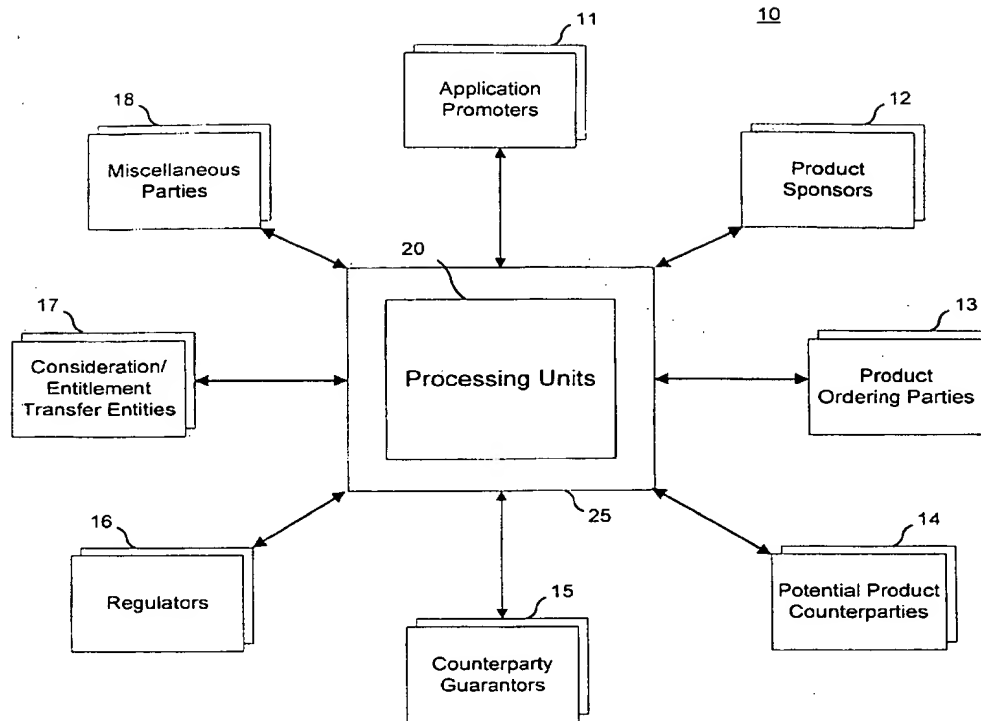 10
11
Application
Promoters
18
Miscellaneous
Parties
12
Product
Sponsors
20
Processing Units
17
Consideration/
Entitlement
Transfer Entities
13
Product
Ordering Parties
25
16
Regulators
15
Counterparty
Guarantors
14
Potential Product
Counterparties